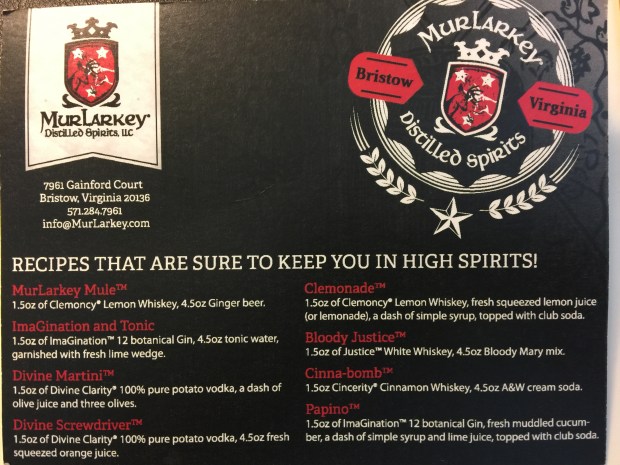 MURLARKEY®
Distilled Spirits, LLC
7961 Gainford Court
Bristow, Virginia 20136
571.284.7961
info@MurLarkey.com
MURLARKEY
Bristow
Virginia
Distilled Spirits
RECIPES THAT ARE SURE TO KEEP YOU IN HIGH SPIRITS!
MurLarkey Mule™
1.5oz of Clemoncy® Lemon Whiskey, 4.5oz Ginger beer.
ImaGination and Tonic
1.5oz of ImaGination™ 12 botanical Gin, 4.5oz tonic water,
garnished with fresh lime wedge.
Divine Martini™
1.5oz of Divine Clarity® 100% pure potato vodka, a dash of
olive juice and three olives.
Divine Screwdriver™
1.5oz of Divine Clarity® 100% pure potato vodka, 4.5oz fresh
squeezed orange juice.
Clemonade™
1.5oz of Clemoncy® Lemon Whiskey, fresh squeezed lemon juice
(or lemonade), a dash of simple syrup, topped with club soda.
Bloody Justice™
1.5oz of Justice™ White Whiskey, 4.5oz Bloody Mary mix.
Cinna-bomb™
1.5oz Cincerity® Cinnamon Whiskey, 4.5oz A&W cream soda.
Papino™
1.5oz of ImaGination™ 12 botanical Gin, fresh muddled cucum-
ber, a dash of simple syrup and lime juice, topped with club soda.